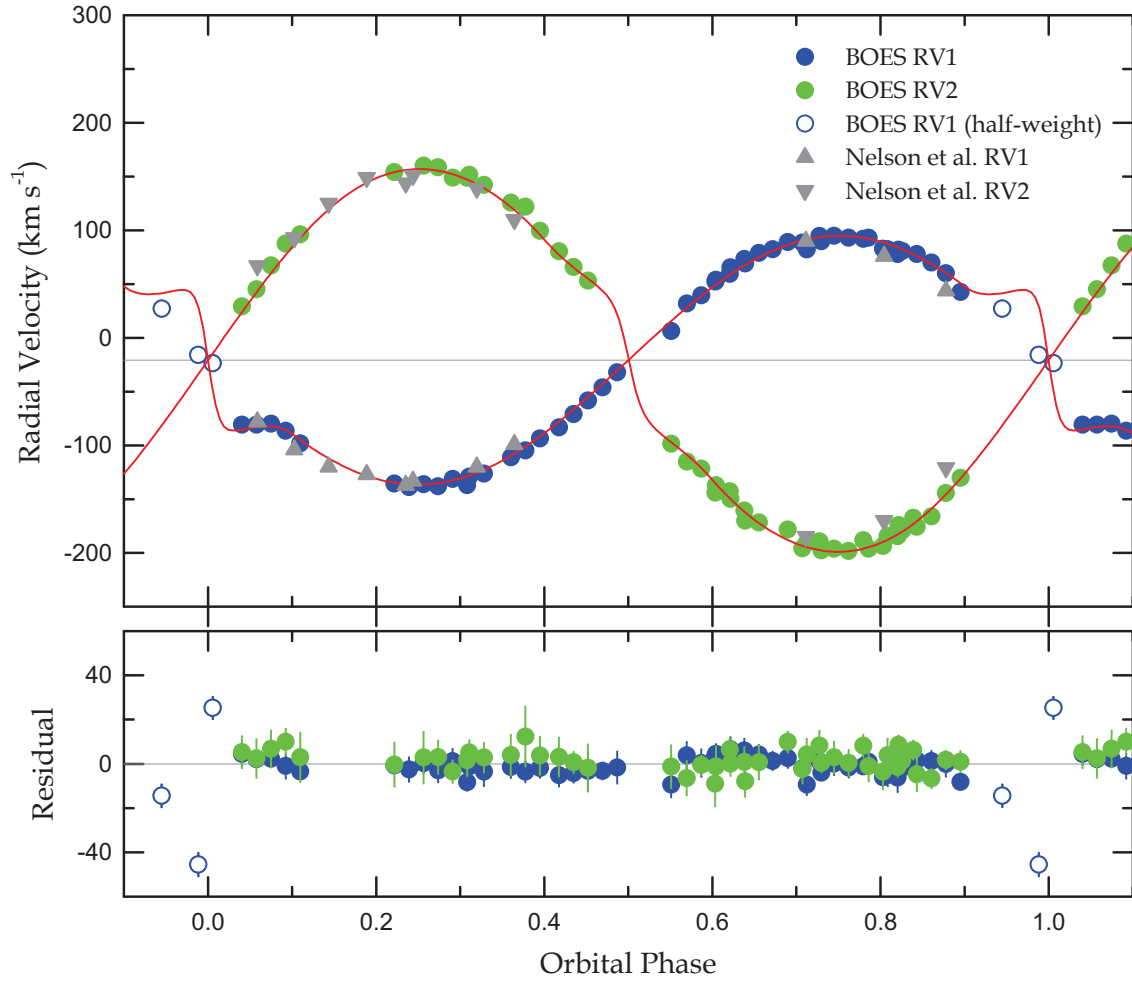 300
200
100
0
-100
-200
Radial Velocity (km s⁻¹)
BOES RV1
BOES RV2
BOES RV1 (half-weight)
Nelson et al. RV1
Nelson et al. RV2
40
0
-40
Residual
0.0 0.2 0.4 0.6 0.8 1.0
Orbital Phase